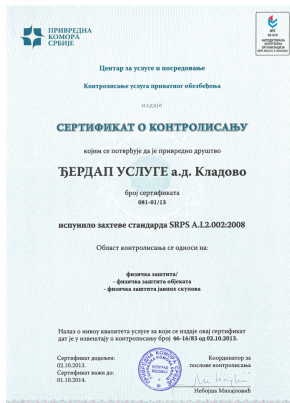 ПРИВРЕДНА
КОМОРА
СРБИЈЕ
АТС
Центар за услуге и посредовање
Контролисање услуга приватног обезбеђења
издаје
СЕРТИФИКАТ О КОНТРОЛИСАЊУ
којим се потврђује да је привредно друштво
ЂЕРДАП УСЛУГЕ а.д. Кладово
број сертификата
081-01/13
испунило захтеве стандарда SRPS A.L2.002:2008
Област контролисања се односи на:
физичка заштита/
- физичка заштита објеката
- физичка заштита јавних скупова
Налаз о нивоу квалитета услуге за који се издаје овај сертификат
дат је у извештају о контролисању број 46-16/83 од 02.10.2013.
Сертификат додељен:
02.10.2013.
Сертификат важи до:
01.10.2014.
Координатор за
послове контролисања
Небојша Михаиловић